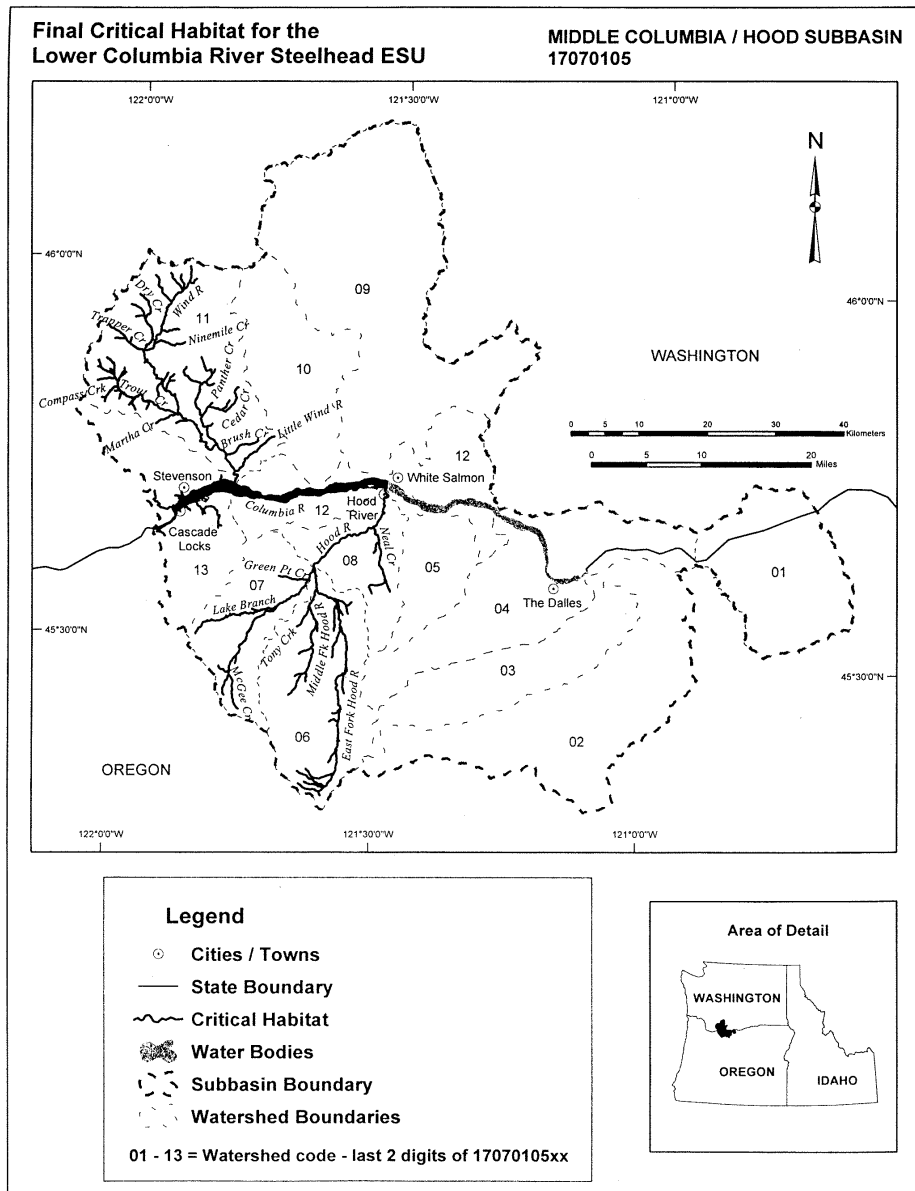 Final Critical Habitat for the
Lower Columbia River Steelhead ESU
MIDDLE COLUMBIA / HOOD SUBBASIN
17070105
122°0'0"W
121°30'0"W
121°0'0"W
N
46°0'0"N
46°0'0"N
09
Dry Cr
Wind R
11
Trapper Cr
Ninemile Cr
WASHINGTON
10
Panther Cr
Compass Crk
Trout Cr
Cedar Cr
Martha Cr
Brush Cr
Little Wind R
0 5 10 20 30 40
Kilometers
0 5 10 20
Miles
12
Stevenson
White Salmon
Columbia R
12
Hood
River
Cascade
Locks
Hood R
Neal Cr
13
Green Pt Cr
07
08
05
01
Lake Branch
04
The Dalles
45°30'0"N
45°30'0"N
Tony Crk
Middle Fk Hood R
McGee Cr
East Fork Hood R
03
06
02
OREGON
122°0'0"W
121°30'0"W
121°0'0"W
Legend
Cities / Towns
State Boundary
Critical Habitat
Water Bodies
Subbasin Boundary
Watershed Boundaries
01 - 13 = Watershed code - last 2 digits of 17070105xx
Area of Detail
WASHINGTON
OREGON
IDAHO